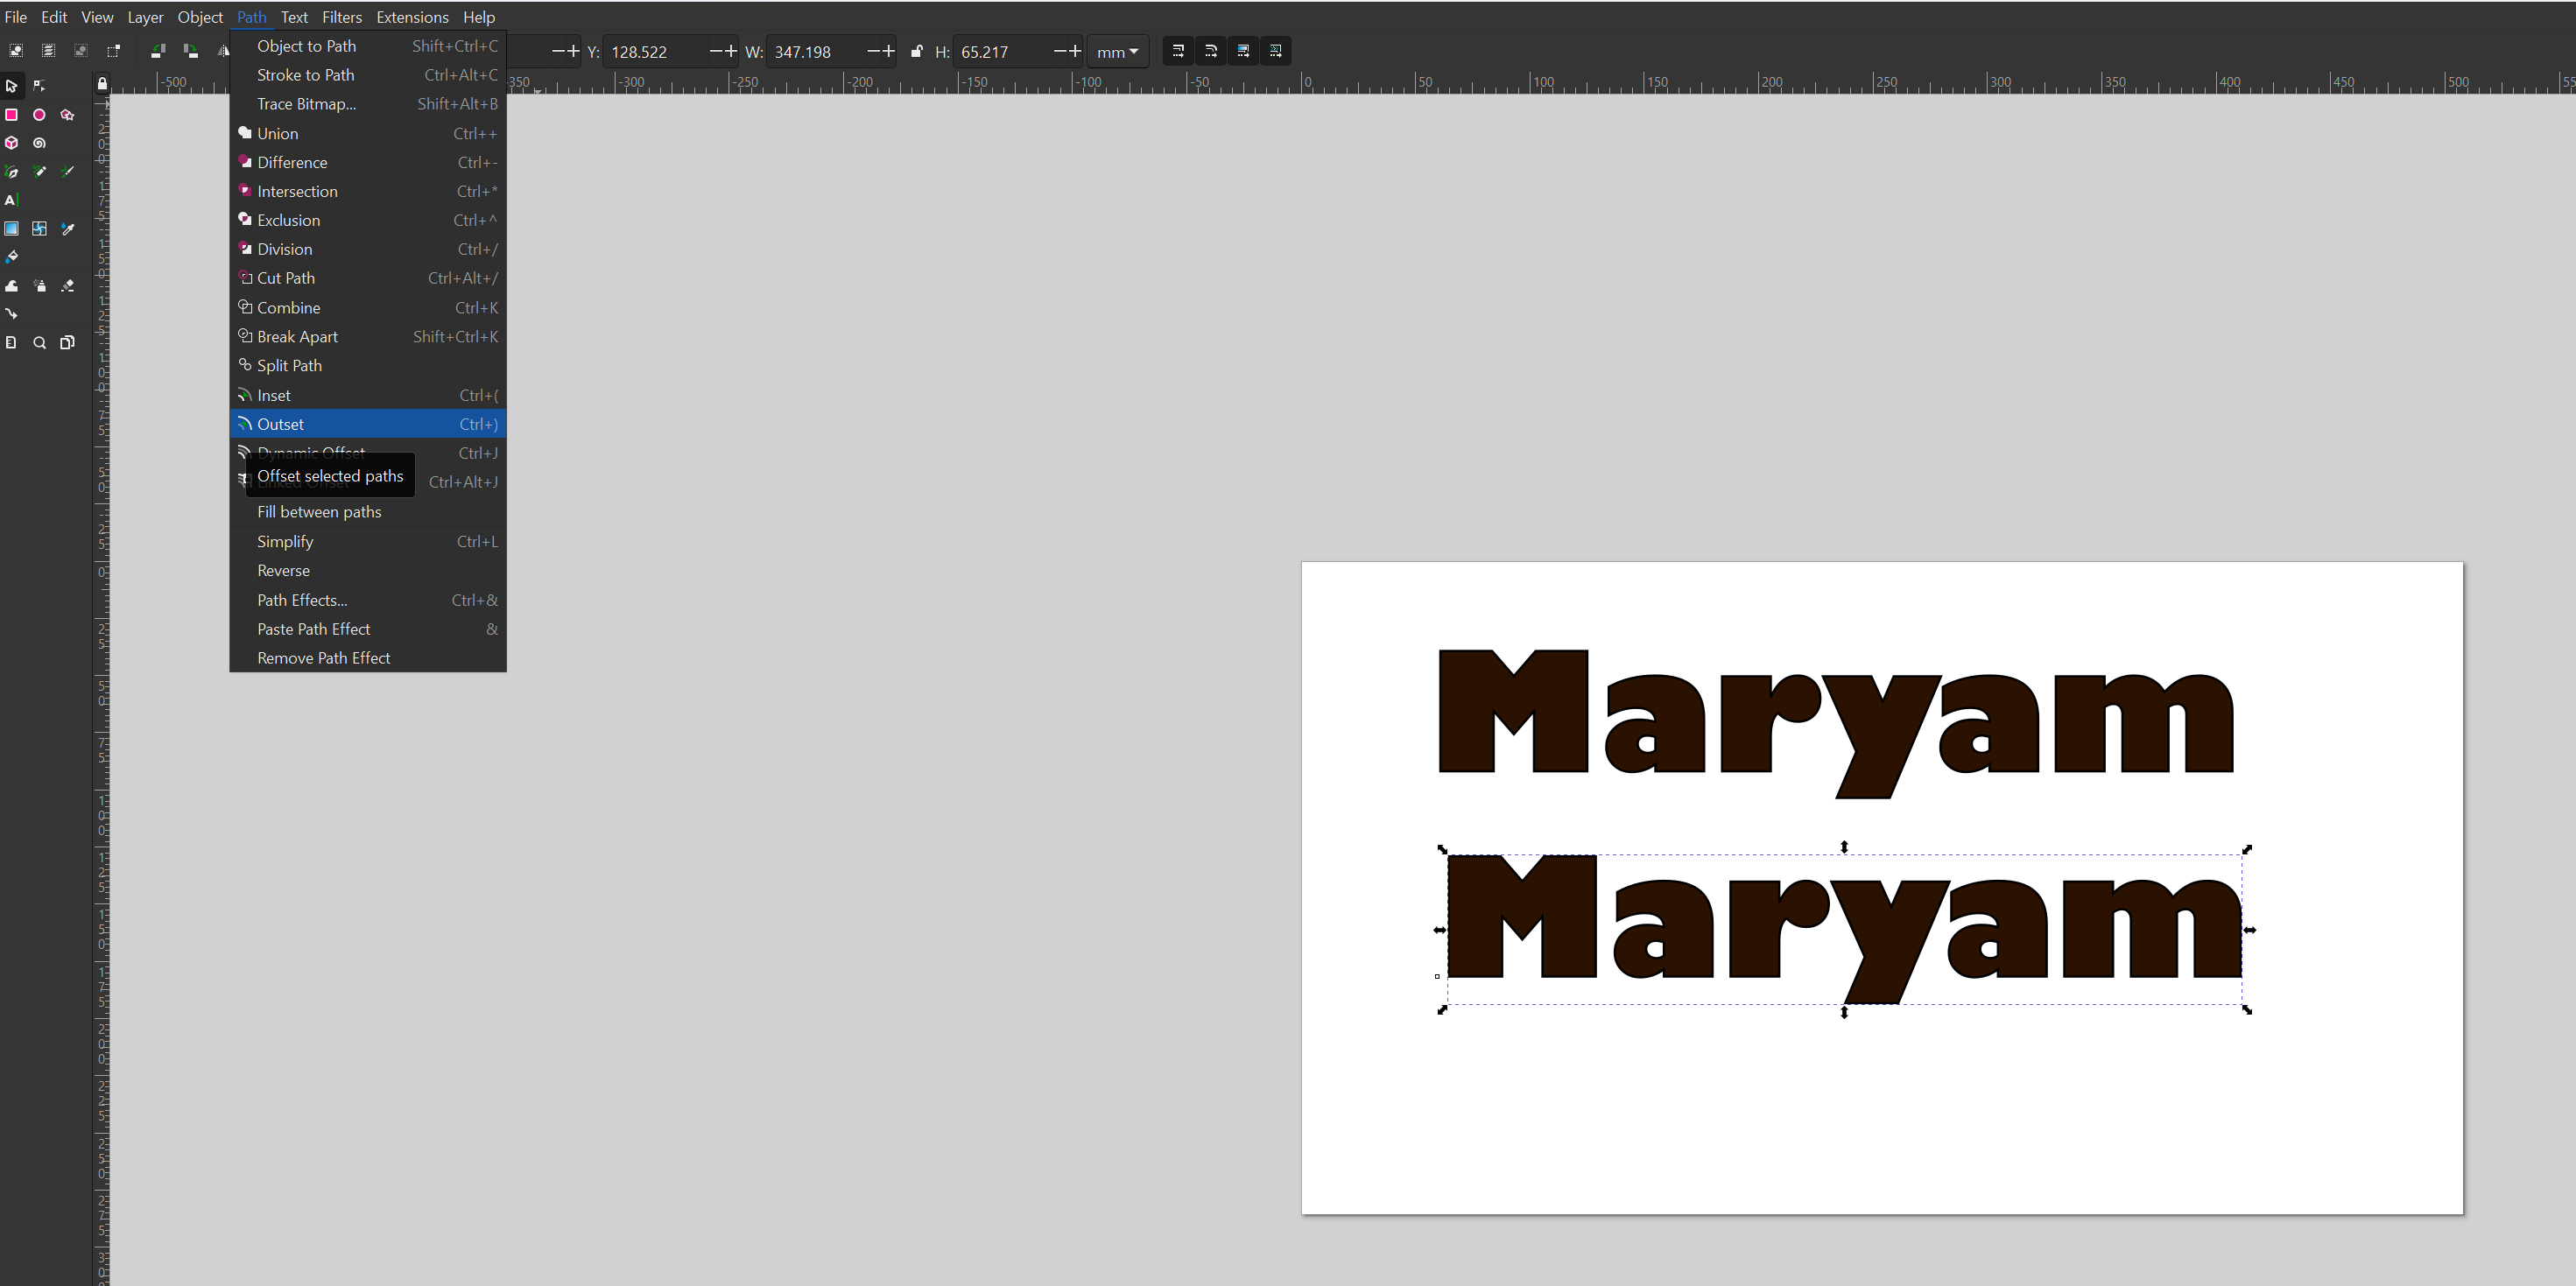 File Edit View Layer Object Path Text Filters Extensions Help
Y: 128.522 W: 347.198 H: 65.217 mm
-500 350 -300 -250 -200 -150 -100 -50 0 50 100 150 200 250 300 350 400 450 500 55
Object to Path Shift+Ctrl+C
Stroke to Path Ctrl+Alt+C
Trace Bitmap... Shift+Alt+B
Union Ctrl++
Difference Ctrl+-
Intersection Ctrl+*
Exclusion Ctrl+^
Division Ctrl+/
Cut Path Ctrl+Alt+/
Combine Ctrl+K
Break Apart Shift+Ctrl+K
Split Path
Inset Ctrl+(
Outset Ctrl+)
Dynamic Offset Ctrl+J
Offset selected paths
Linked Offset Ctrl+Alt+J
Fill between paths
Simplify Ctrl+L
Reverse
Path Effects... Ctrl+&
Paste Path Effect &
Remove Path Effect
Maryam
Maryam